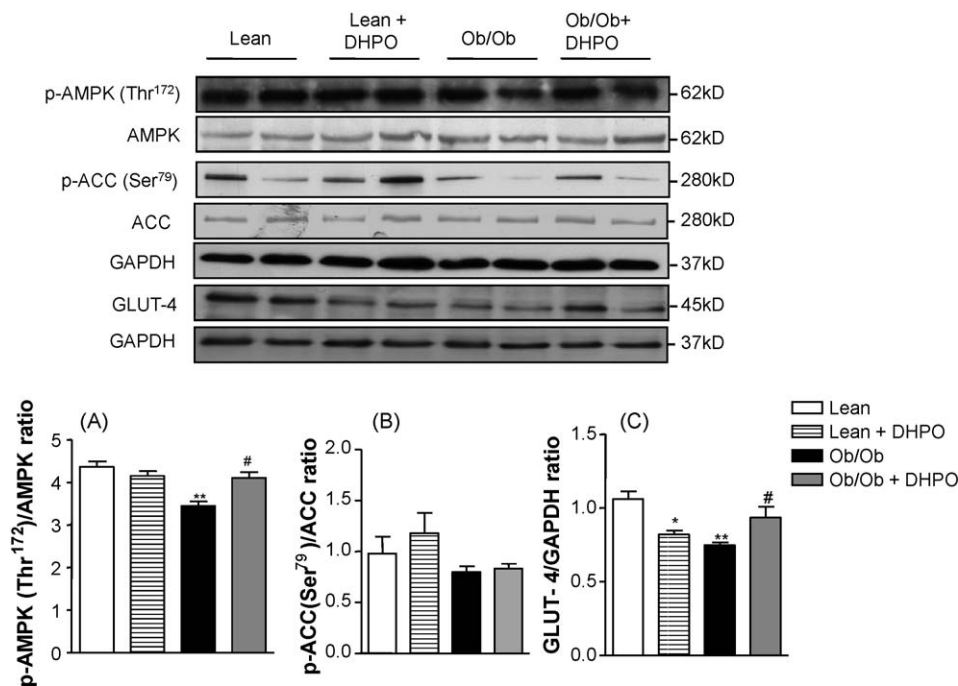 Lean
Lean +
DHPO
Ob/Ob
Ob/Ob+
DHPO
p-AMPK (Thr¹⁷²)
62kD
AMPK
62kD
p-ACC (Ser⁷⁹)
280kD
ACC
280kD
GAPDH
37kD
GLUT-4
45kD
GAPDH
37kD
(A)
p-AMPK (Thr¹⁷²)/AMPK ratio
5
4
3
2
1
0
**
#
(B)
p-ACC(Ser⁷⁹)/ACC ratio
2.0
1.5
1.0
0.5
0.0
(C)
GLUT- 4/GAPDH ratio
1.5
1.0
0.5
0.0
*
**
#
Lean
Lean + DHPO
Ob/Ob
Ob/Ob + DHPO